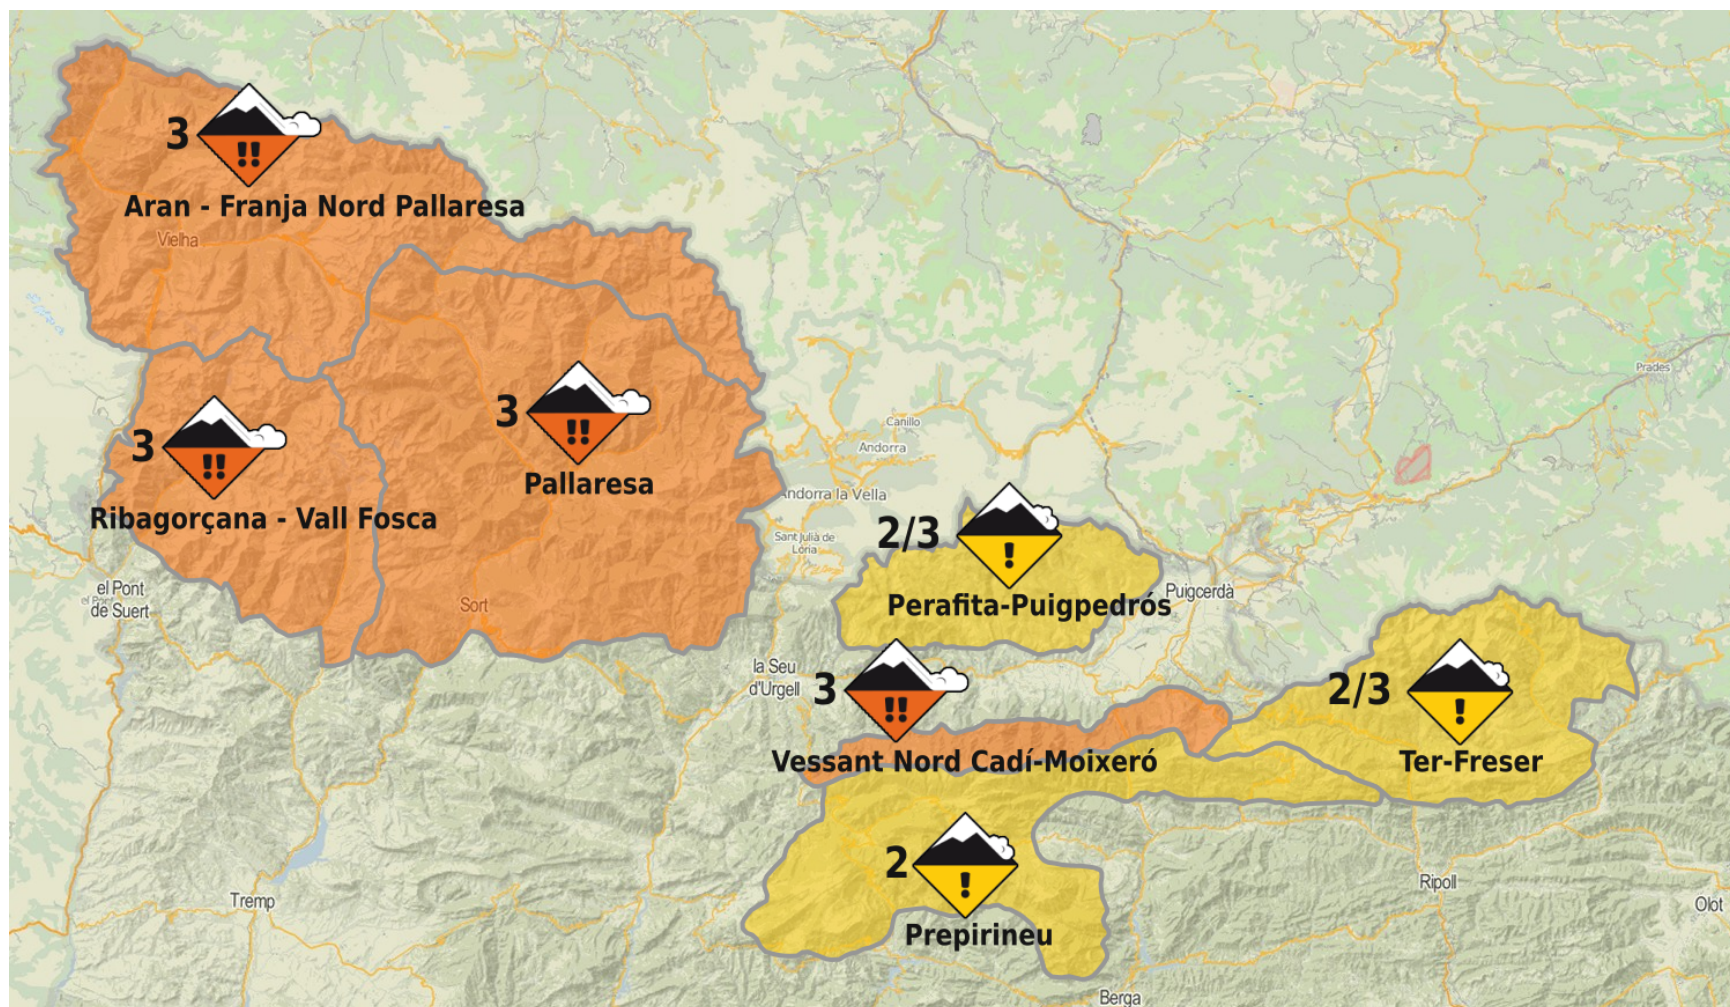 3
!!
Aran - Franja Nord Pallaresa
Vielha
3
!!
Pallaresa
3
!!
Ribagorçana - Vall Fosca
Prades
Canillo
Andorra
Andorra la Vella
2/3
!
Sant Julià de
Lòria
Perafita-Puigpedrós
Puigcerdà
el Pont
de Suert
Sort
la Seu
d'Urgell
3
!!
Vessant Nord Cadí-Moixeró
2/3
!
Ter-Freser
2
!
Prepirineu
Tremp
Ripoll
Olot
Berga